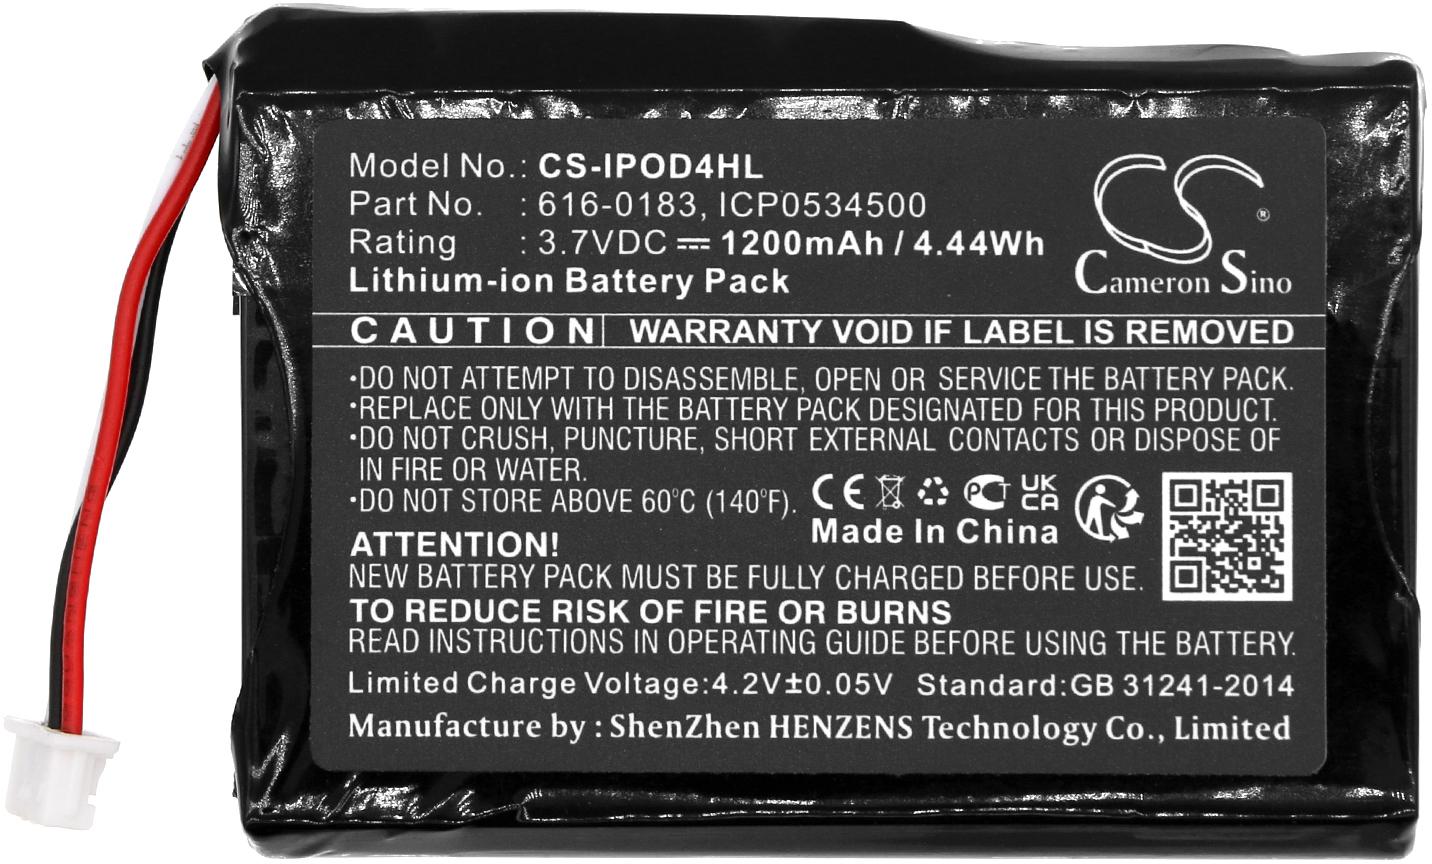 Model No.: CS-IPOD4HL
Part No. : 616-0183, ICP0534500
Rating : 3.7VDC ⎓ 1200mAh / 4.44Wh
Lithium-ion Battery Pack
CS®
Cameron Sino
CAUTION | WARRANTY VOID IF LABEL IS REMOVED
•DO NOT ATTEMPT TO DISASSEMBLE, OPEN OR SERVICE THE BATTERY PACK.
•REPLACE ONLY WITH THE BATTERY PACK DESIGNATED FOR THIS PRODUCT.
•DO NOT CRUSH, PUNCTURE, SHORT EXTERNAL CONTACTS OR DISPOSE OF
IN FIRE OR WATER.
•DO NOT STORE ABOVE 60°C (140°F).
CE PCT UK CA
Made In China
ATTENTION!
NEW BATTERY PACK MUST BE FULLY CHARGED BEFORE USE.
TO REDUCE RISK OF FIRE OR BURNS
READ INSTRUCTIONS IN OPERATING GUIDE BEFORE USING THE BATTERY.
Limited Charge Voltage:4.2V±0.05V Standard:GB 31241-2014
Manufacture by : ShenZhen HENZENS Technology Co., Limited